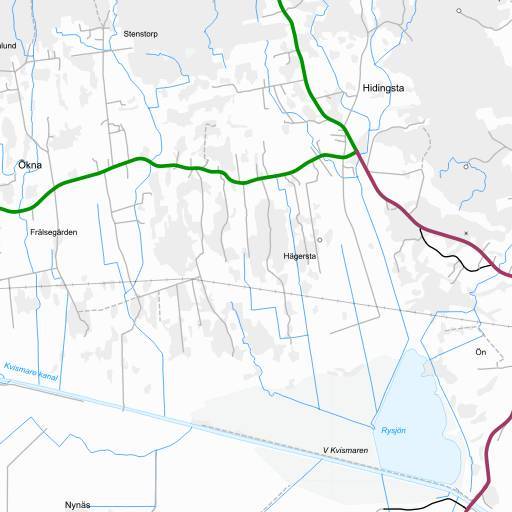 Stenstorp
Hidingsta
Ökna
Frälsegården
Hägersta
Ön
Kvismare kanal
Rysjön
V Kvismaren
Nynäs